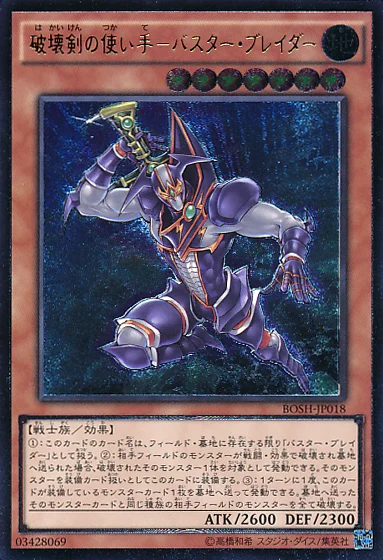 は かい けん つか て
破壊剣の使い手－バスター・ブレイダー
BOSH-JP018
【戦士族／効果】
①：このカードのカード名は、フィールド・墓地に存在する限り「バスター・ブレイ
ダー」として扱う。②：相手フィールドのモンスターが戦闘・効果で破壊され墓地
へ送られた場合、破壊されたそのモンスター１体を対象として発動できる。そのモン
スターを装備カード扱いとしてこのカードに装備する。③：１ターンに１度、このカー
ドが装備しているモンスターカード１枚を墓地へ送って発動できる。墓地へ送った
そのモンスターカードと同じ種族の相手フィールドのモンスターを全て破壊する。
ATK/2600 DEF/2300
03428069
©高橋和希 スタジオ・ダイス/集英社